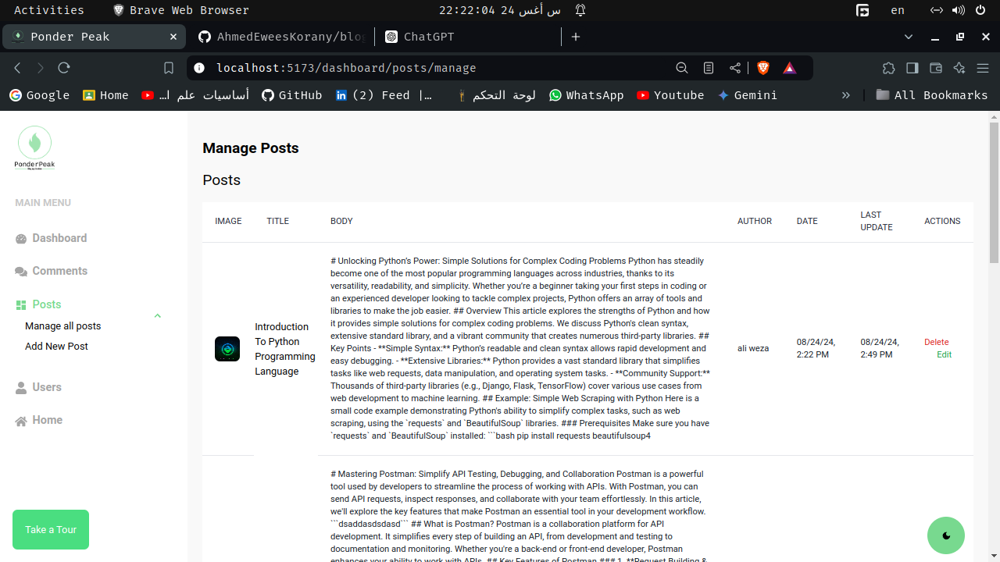 Activities Brave Web Browser 22:22:04 24 س أغس en
Ponder Peak AhmedEweesKorany/blog ChatGPT
localhost:5173/dashboard/posts/manage
Google Home أساسيات علم ا... GitHub (2) Feed |… لوحة التحكم WhatsApp Youtube Gemini » All Bookmarks
PonderPeak
MAIN MENU
Dashboard
Comments
Posts
Manage all posts
Add New Post
Users
Home
Take a Tour
Manage Posts
Posts
IMAGE TITLE BODY AUTHOR DATE LAST UPDATE ACTIONS
Introduction
To Python
Programming
Language
# Unlocking Python’s Power: Simple Solutions for Complex Coding Problems Python has steadily
become one of the most popular programming languages across industries, thanks to its
versatility, readability, and simplicity. Whether you’re a beginner taking your first steps in coding or
an experienced developer looking to tackle complex projects, Python offers an array of tools and
libraries to make the job easier. ## Overview This article explores the strengths of Python and how
it provides simple solutions for complex coding problems. We discuss Python's clean syntax,
extensive standard library, and a vibrant community that creates numerous third-party libraries. ##
Key Points - **Simple Syntax:** Python’s readable and clean syntax allows rapid development and
easy debugging. - **Extensive Libraries:** Python provides a vast standard library that simplifies
tasks like web requests, data manipulation, and operating system tasks. - **Community Support:**
Thousands of third-party libraries (e.g., Django, Flask, TensorFlow) cover various use cases from
web development to machine learning. ## Example: Simple Web Scraping with Python Here is a
small code example demonstrating Python's ability to simplify complex tasks, such as web
scraping, using the `requests` and `BeautifulSoup` libraries. ### Prerequisites Make sure you have
`requests` and `BeautifulSoup` installed: ```bash pip install requests beautifulsoup4
ali weza
08/24/24,
2:22 PM
08/24/24,
2:49 PM
Delete
Edit
# Mastering Postman: Simplify API Testing, Debugging, and Collaboration Postman is a powerful
tool used by developers to streamline the process of working with APIs. With Postman, you can
send API requests, inspect responses, and collaborate with your team effortlessly. In this article,
we'll explore the key features that make Postman an essential tool in your development workflow.
```dsaddasdsdasd``` ## What is Postman? Postman is a collaboration platform for API
development. It simplifies every step of building an API, from development and testing to
documentation and monitoring. Whether you're a back-end or front-end developer, Postman
enhances your ability to work with APIs. ## Key Features of Postman ### 1. **Request Building &